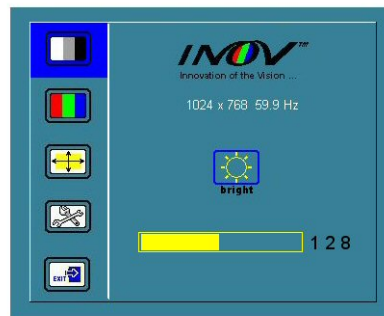 INOV™
Innovation of the Vision ...
1024 x 768 59.9 Hz
bright
128
EXIT